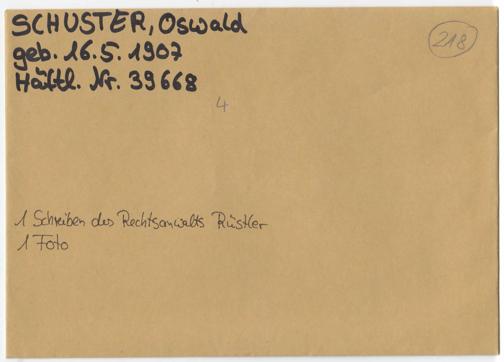 SCHUSTER, Oswald
geb. 16.5.1907
Häftl. Nr. 39668
218
4
1 Schreiben des Rechtsanwalts Rüstler
1 Foto